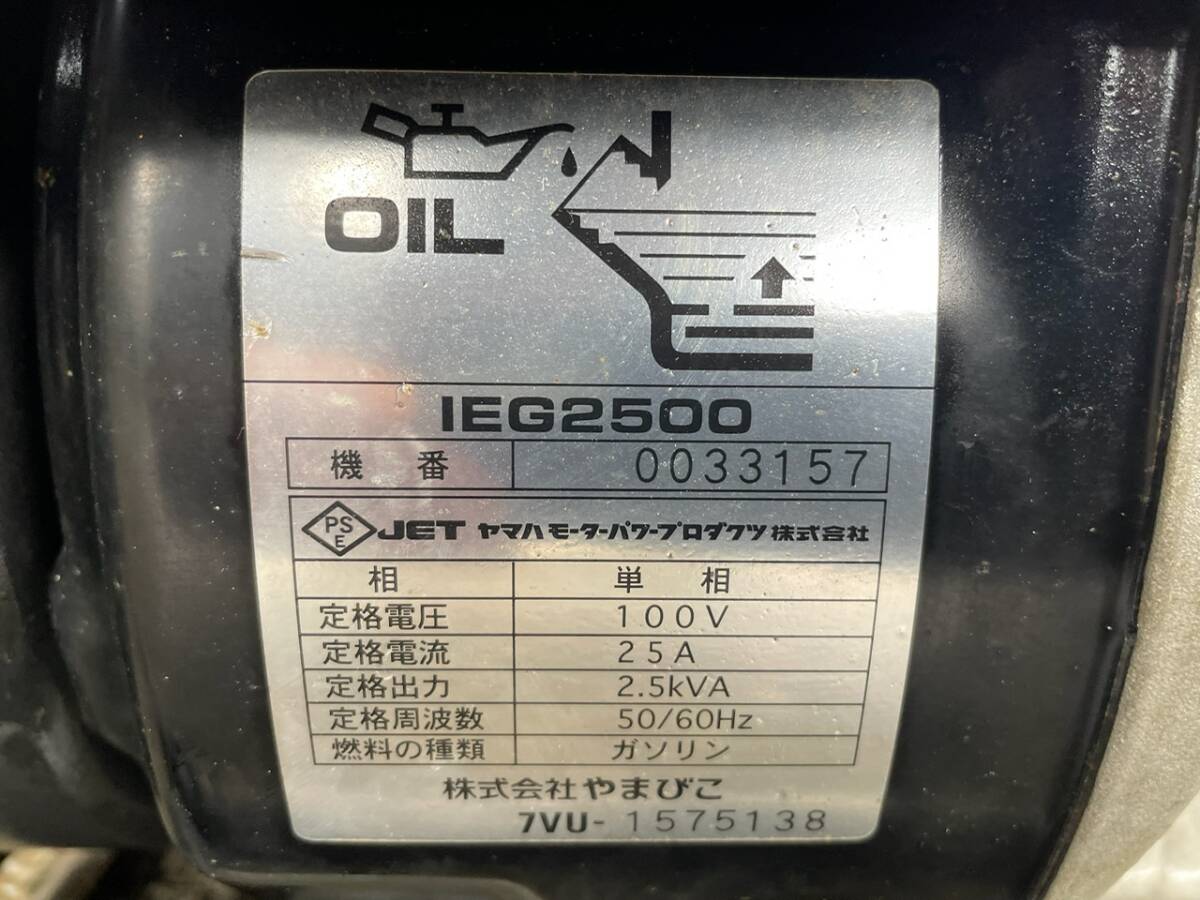 OIL
IEG2500
機番 0033157
PSE JET ヤマハモーターパワープロダクツ株式会社
相 単相
定格電圧 100V
定格電流 25A
定格出力 2.5kVA
定格周波数 50/60Hz
燃料の種類 ガソリン
株式会社やまびこ
7VU-1575138